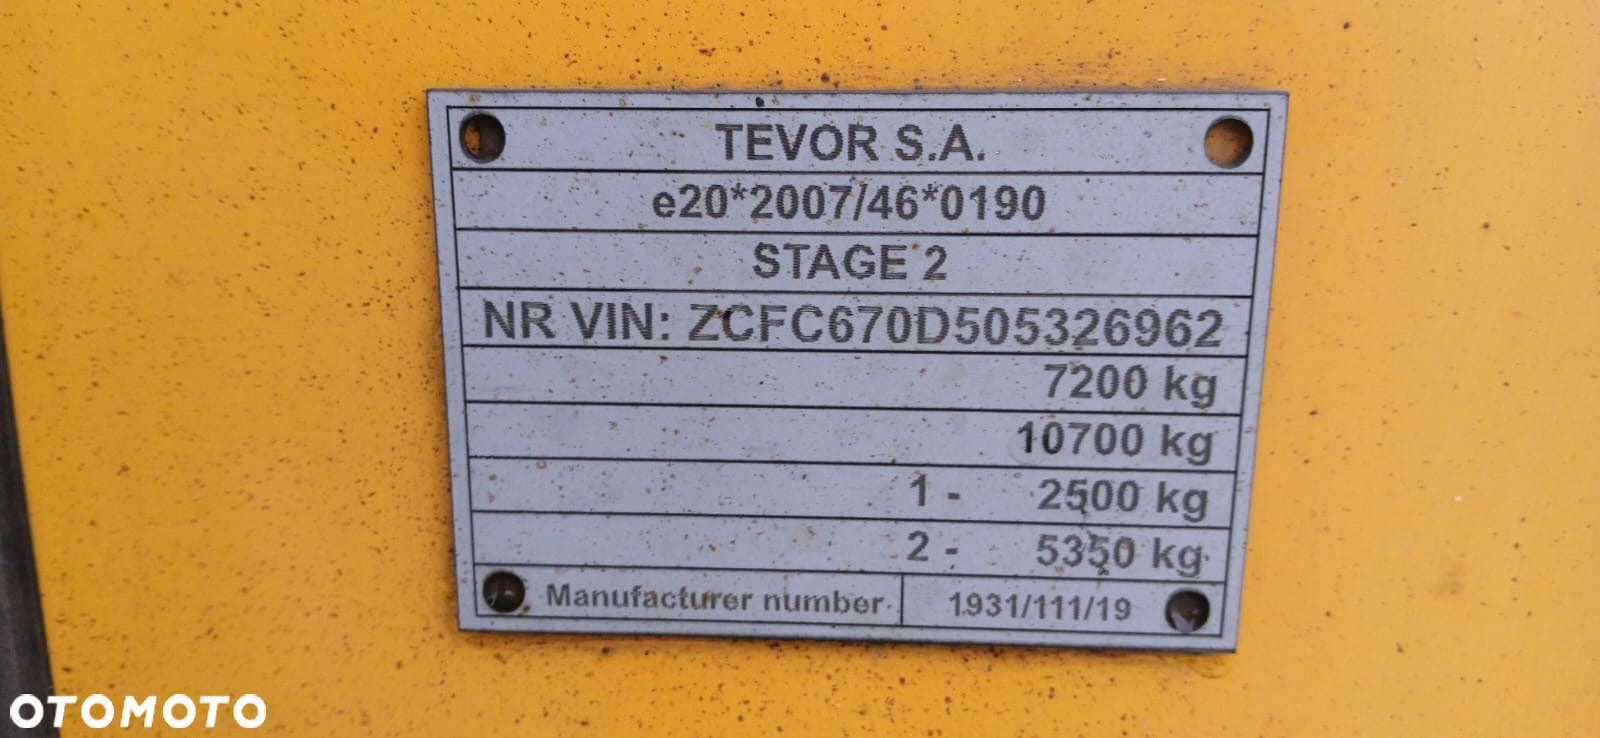 TEVOR S.A.
e20*2007/46*0190
STAGE 2
NR VIN: ZCFC670D505326962
7200 kg
10700 kg
1 - 2500 kg
2 - 5350 kg
Manufacturer number 1931/111/19
OTOMOTO